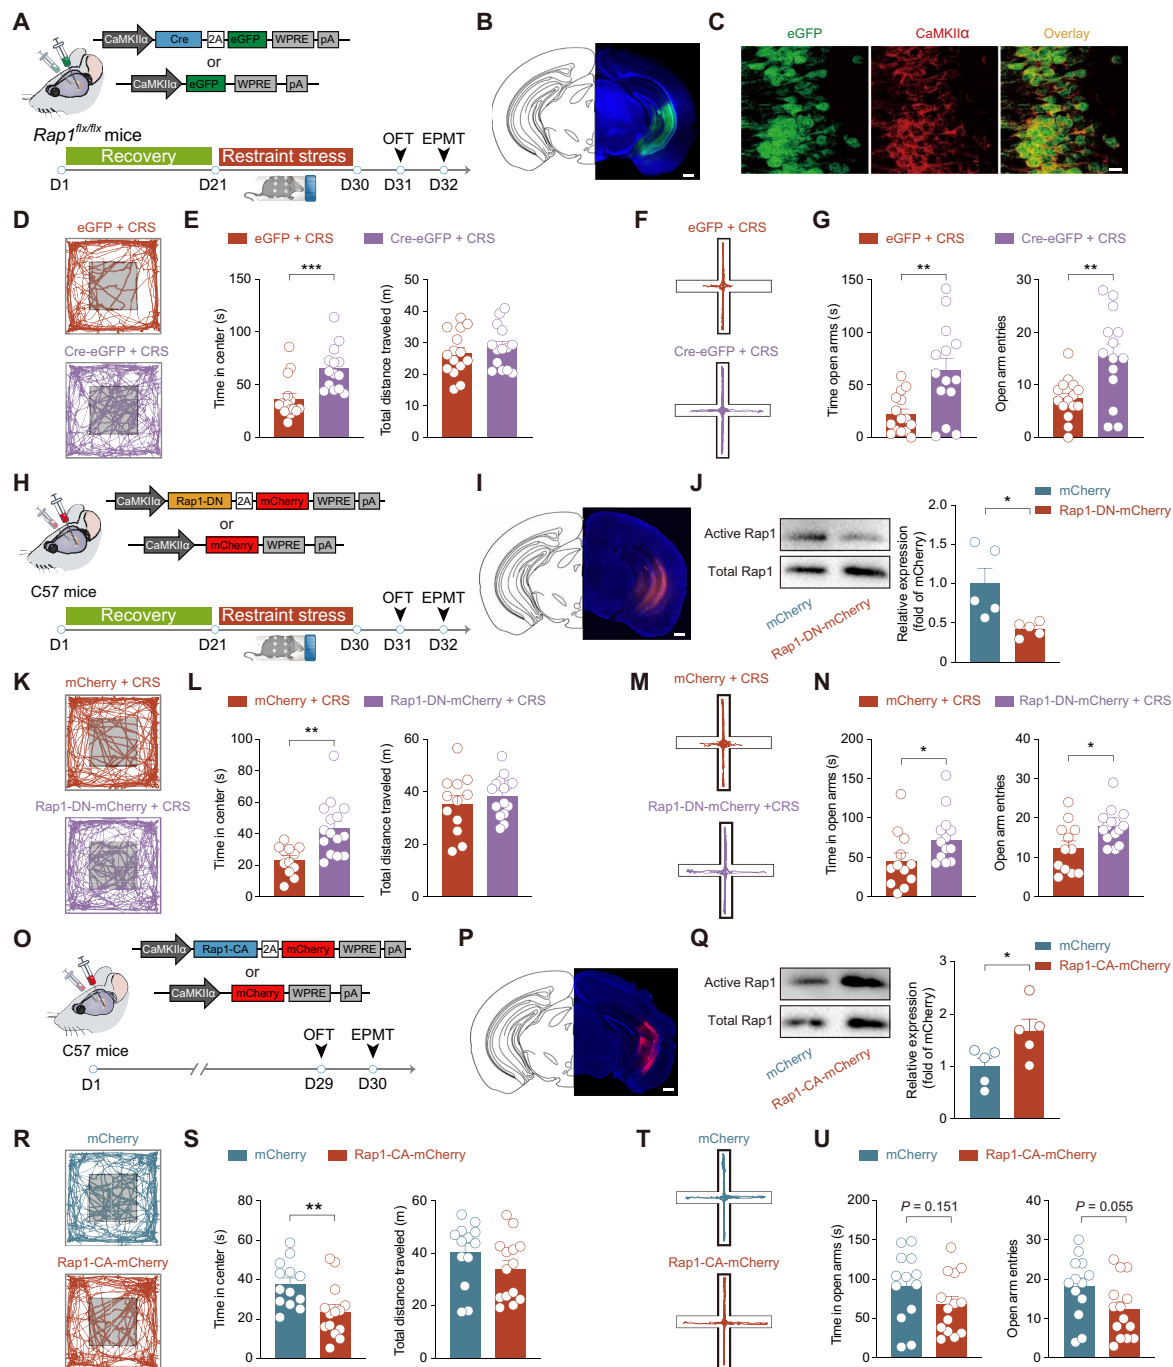 A
CaMKIIα Cre 2A eGFP WPRE pA
or
CaMKIIα eGFP WPRE pA
Rap1flx/flx mice
Recovery Restraint stress OFT EPMT
D1 D21 D30 D31 D32
B
C
eGFP CaMKIIα Overlay
D
eGFP + CRS
Cre-eGFP + CRS
E
eGFP + CRS Cre-eGFP + CRS
Time in center (s)
150
100
50
0
***
Total distance traveled (m)
50
40
30
20
10
0
F
eGFP + CRS
Cre-eGFP + CRS
G
eGFP + CRS Cre-eGFP + CRS
Time open arms (s)
150
100
50
0
**
Open arm entries
30
20
10
0
**
H
CaMKIIα Rap1-DN 2A mCherry WPRE pA
or
CaMKIIα mCherry WPRE pA
C57 mice
Recovery Restraint stress OFT EPMT
D1 D21 D30 D31 D32
I
J
Active Rap1
Total Rap1
mCherry
Rap1-DN-mCherry
mCherry
Rap1-DN-mCherry
Relative expression
(fold of mCherry)
2.0
1.5
1.0
0.5
0
*
K
mCherry + CRS
Rap1-DN-mCherry + CRS
L
mCherry + CRS Rap1-DN-mCherry + CRS
Time in center (s)
100
80
60
40
20
0
**
Total distance traveled (m)
60
40
20
0
M
mCherry + CRS
Rap1-DN-mCherry +CRS
N
mCherry + CRS Rap1-DN-mCherry + CRS
Time in open arms (s)
200
150
100
50
0
*
Open arm entries
40
30
20
10
0
*
O
CaMKIIα Rap1-CA 2A mCherry WPRE pA
or
CaMKIIα mCherry WPRE pA
C57 mice
OFT EPMT
D1 D29 D30
P
Q
Active Rap1
Total Rap1
mCherry
Rap1-CA-mCherry
mCherry
Rap1-CA-mCherry
Relative expression
(fold of mCherry)
3
2
1
0
*
R
mCherry
Rap1-CA-mCherry
S
mCherry Rap1-CA-mCherry
Time in center (s)
80
60
40
20
0
**
Total distance traveled (m)
60
40
20
0
T
mCherry
Rap1-CA-mCherry
U
mCherry Rap1-CA-mCherry
Time in open arms (s)
200
150
100
50
0
P = 0.151
Open arm entries
40
30
20
10
0
P = 0.055